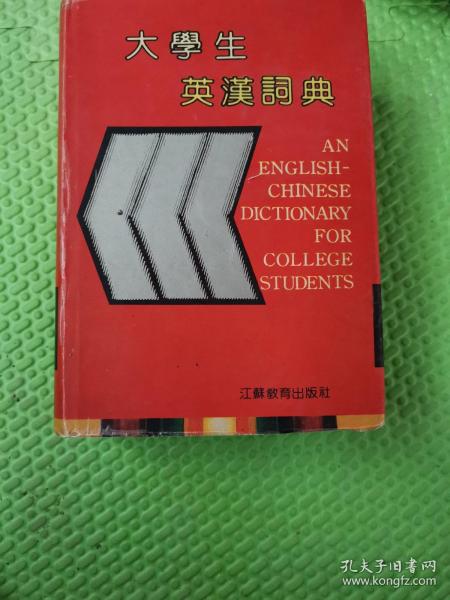 大學生
英漢詞典
AN
ENGLISH-
CHINESE
DICTIONARY
FOR
COLLEGE
STUDENTS
江蘇教育出版社
孔夫子旧书网
www.kongfz.com